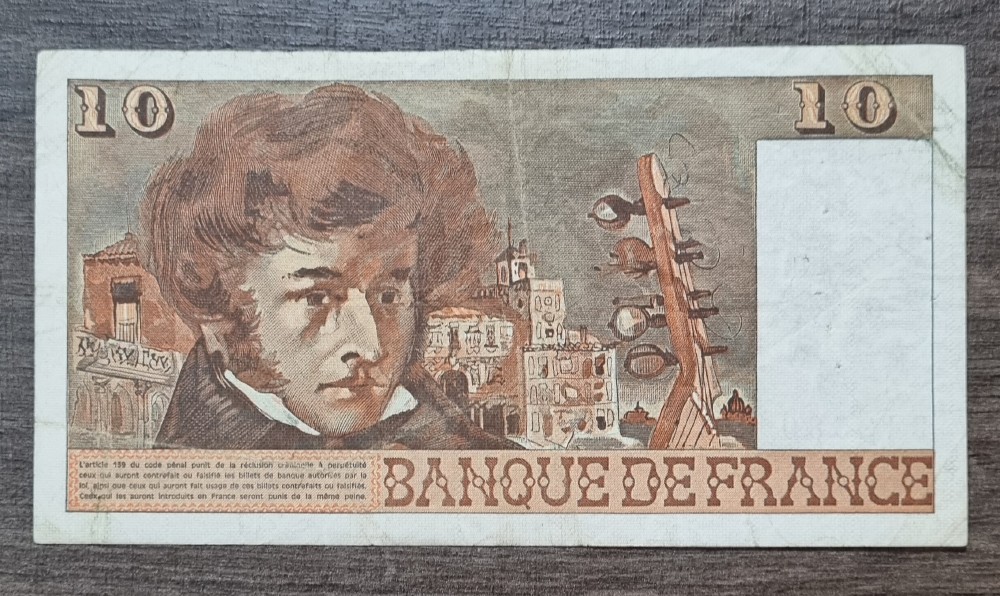 10
10
L'article 139 du code pénal punit de la réclusion criminelle à perpétuité
ceux qui auront contrefait ou falsifié les billets de banque autorisés par la
loi, ainsi que ceux qui auront fait usage de ces billets contrefaits ou falsifiés.
Ceux qui les auront introduits en France seront punis de la même peine.
BANQUE DE FRANCE